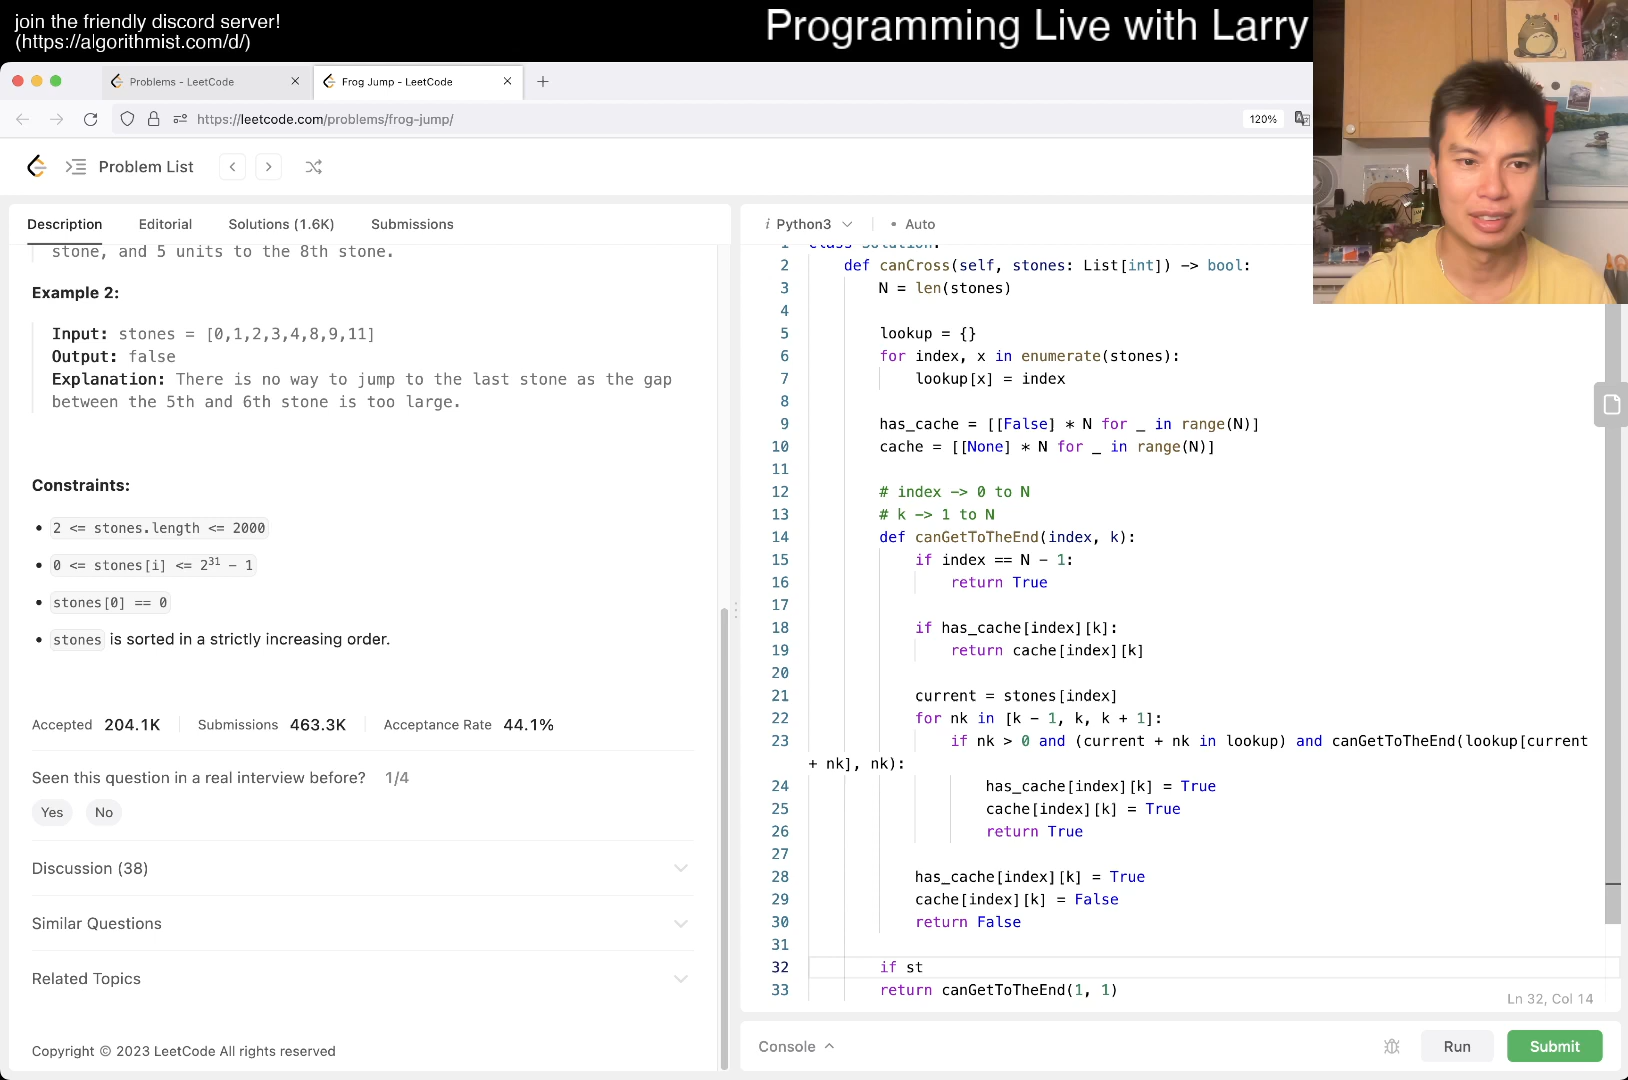 join the friendly discord server!
(https://algorithmist.com/d/)
Programming Live with Larry
Problems - LeetCode
Frog Jump - LeetCode
https://leetcode.com/problems/frog-jump/
120%
Problem List
Description
Editorial
Solutions (1.6K)
Submissions
stone, and 5 units to the 8th stone.
Example 2:
Input: stones = [0,1,2,3,4,8,9,11]
Output: false
Explanation: There is no way to jump to the last stone as the gap
between the 5th and 6th stone is too large.
Constraints:
2 <= stones.length <= 2000
0 <= stones[i] <= 2³¹ - 1
stones[0] == 0
stones is sorted in a strictly increasing order.
Accepted 204.1K Submissions 463.3K Acceptance Rate 44.1%
Seen this question in a real interview before? 1/4
Yes No
Discussion (38)
Similar Questions
Related Topics
Copyright © 2023 LeetCode All rights reserved
i Python3 • Auto
1 class Solution:
2 def canCross(self, stones: List[int]) -> bool:
3 N = len(stones)
4
5 lookup = {}
6 for index, x in enumerate(stones):
7 lookup[x] = index
8
9 has_cache = [[False] * N for _ in range(N)]
10 cache = [[None] * N for _ in range(N)]
11
12 # index -> 0 to N
13 # k -> 1 to N
14 def canGetToTheEnd(index, k):
15 if index == N - 1:
16 return True
17
18 if has_cache[index][k]:
19 return cache[index][k]
20
21 current = stones[index]
22 for nk in [k - 1, k, k + 1]:
23 if nk > 0 and (current + nk in lookup) and canGetToTheEnd(lookup[current
+ nk], nk):
24 has_cache[index][k] = True
25 cache[index][k] = True
26 return True
27
28 has_cache[index][k] = True
29 cache[index][k] = False
30 return False
31
32 if st
33 return canGetToTheEnd(1, 1)
Ln 32, Col 14
Console
Run
Submit